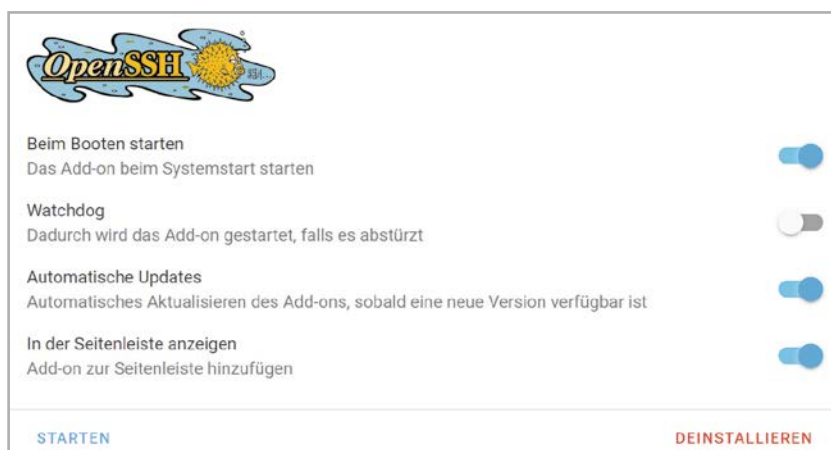 OpenSSH
Beim Booten starten
Das Add-on beim Systemstart starten
Watchdog
Dadurch wird das Add-on gestartet, falls es abstürzt
Automatische Updates
Automatisches Aktualisieren des Add-ons, sobald eine neue Version verfügbar ist
In der Seitenleiste anzeigen
Add-on zur Seitenleiste hinzufügen
STARTEN DEINSTALLIEREN